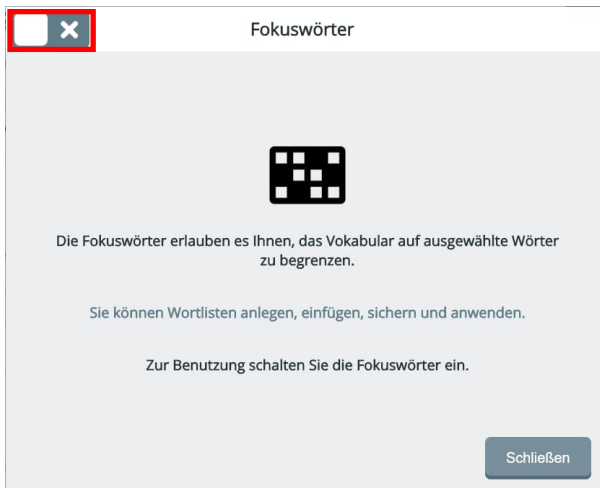 Fokuswörter
Die Fokuswörter erlauben es Ihnen, das Vokabular auf ausgewählte Wörter
zu begrenzen.
Sie können Wortlisten anlegen, einfügen, sichern und anwenden.
Zur Benutzung schalten Sie die Fokuswörter ein.
Schließen